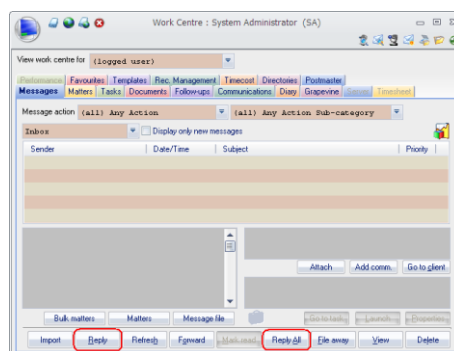 Work Centre : System Administrator (SA)
View work centre for (logged user)
Performance Favourites Templates Rec. Management Timecost Directories Postmaster
Messages Matters Tasks Documents Follow-ups Communications Diary Grapevine Timesheet
Message action (all) Any Action (all) Any Action Sub-category
Inbox Display only new messages
Sender Date/Time Subject Priority
Attach Add comm. Go to client
Bulk matters Matters Message file Go to task Launch Properties
Import Reply Refresh Forward Mark read Reply All File away View Delete